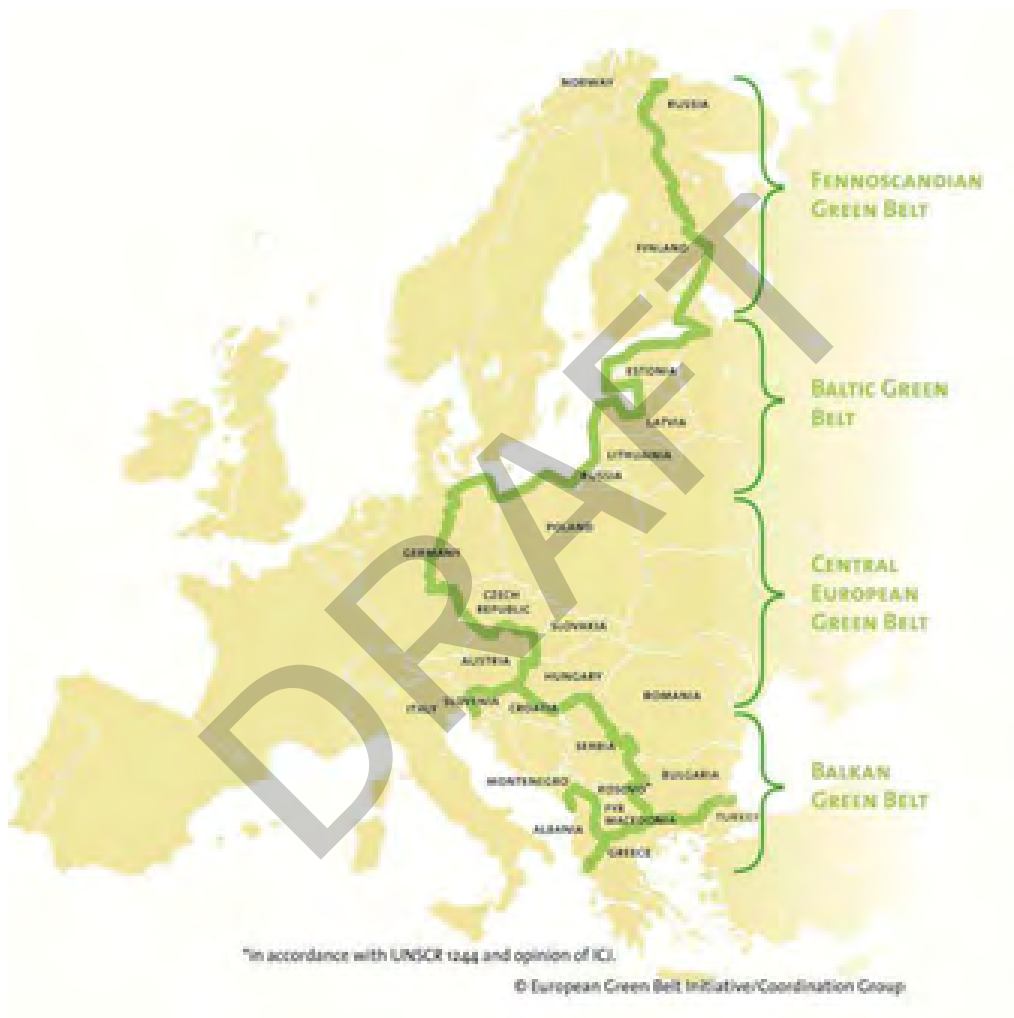 NORWAY
RUSSIA
FENNOSCANDIAN
GREEN BELT
FINLAND
ESTONIA
BALTIC GREEN
BELT
LATVIA
LITHUANIA
RUSSIA
POLAND
GERMANY
CENTRAL
EUROPEAN
GREEN BELT
CZECH
REPUBLIC
SLOVAKIA
AUSTRIA
HUNGARY
ROMANIA
ITALY
SLOVENIA
CROATIA
SERBIA
BULGARIA
BALKAN
GREEN BELT
MONTENEGRO
KOSOVO*
FYR
MACEDONIA
TURKEY
ALBANIA
GREECE
DRAFT
*in accordance with UNSCR 1244 and opinion of ICJ.
© European Green Belt Initiative/Coordination Group